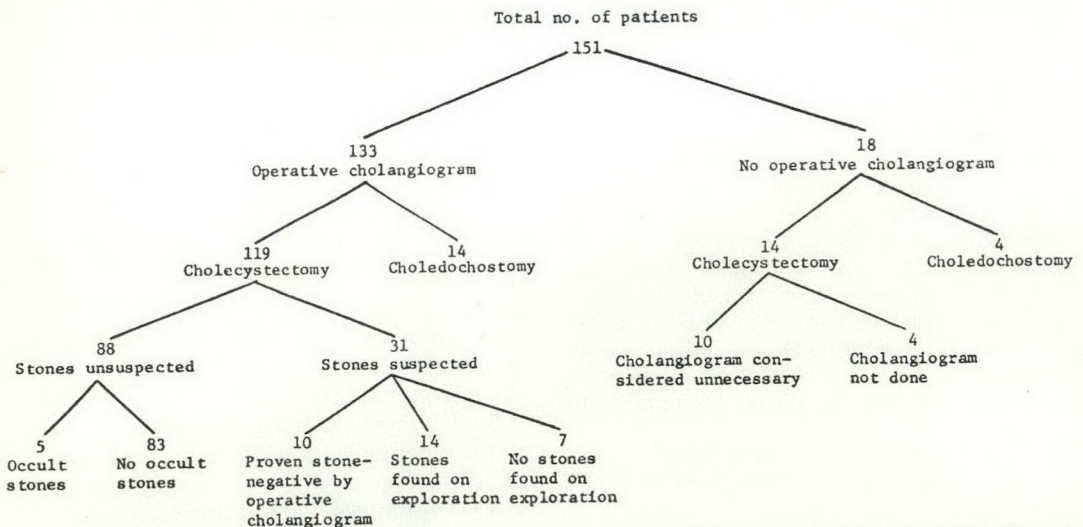 Total no. of patients
151
133
Operative cholangiogram
18
No operative cholangiogram
119
Cholecystectomy
14
Choledochostomy
14
Cholecystectomy
4
Choledochostomy
88
Stones unsuspected
31
Stones suspected
10
Cholangiogram con-
sidered unnecessary
4
Cholangiogram
not done
5
Occult
stones
83
No occult
stones
10
Proven stone-
negative by
operative
cholangiogram
14
Stones
found on
exploration
7
No stones
found on
exploration